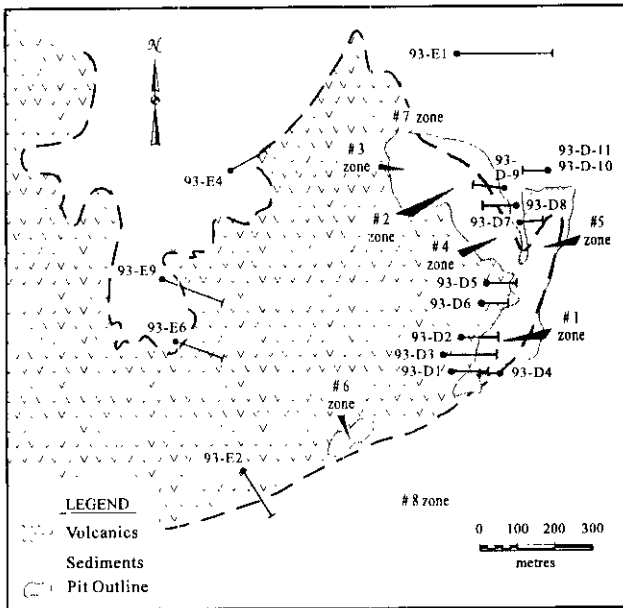 N
93-E1
# 7 zone
# 3
zone
93-
D-9
93-D-11
93-D-10
93-E4
# 2
zone
93-D8
93-D7
# 4
zone
# 5
zone
93-E9
93-D5
93-D6
93-E6
# 1
zone
93-D2
93-D3
93-D1
93-D4
# 6
zone
93-E2
# 8 zone
LEGEND
Volcanics
Sediments
Pit Outline
0 100 200 300
metres